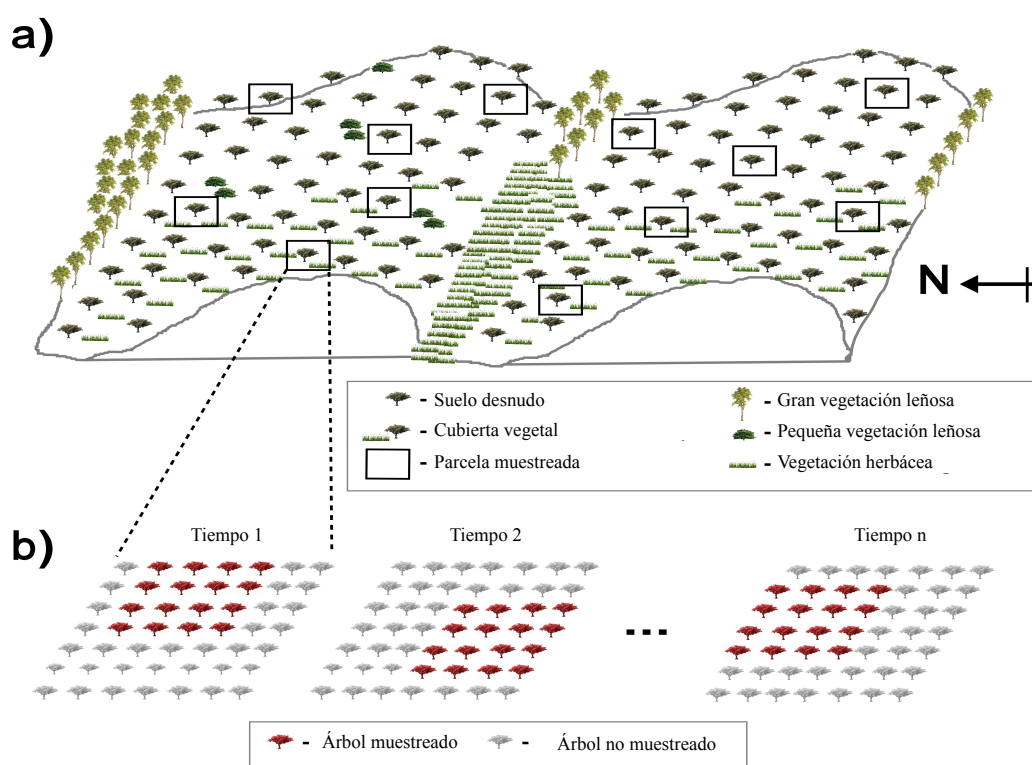 a)
N
- Suelo desnudo
- Cubierta vegetal
- Parcela muestreada
- Gran vegetación leñosa
- Pequeña vegetación leñosa
- Vegetación herbácea
b)
Tiempo 1
Tiempo 2
Tiempo n
...
- Árbol muestreado
- Árbol no muestreado